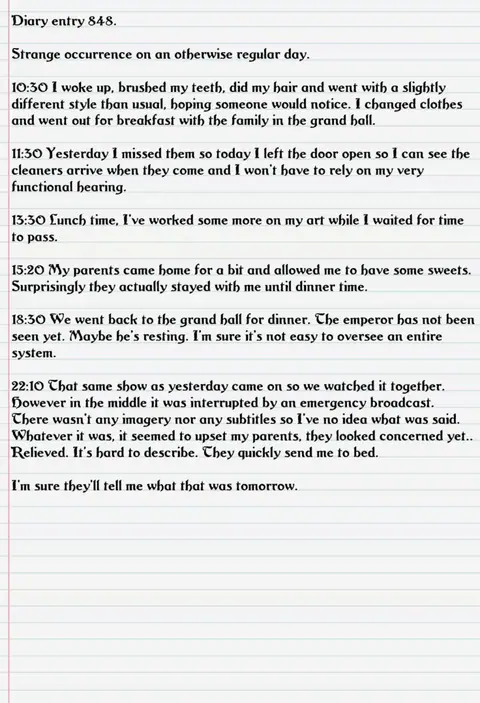 Diary entry 848.
Strange occurrence on an otherwise regular day.
10:30 I woke up, brushed my teeth, did my hair and went with a slightly
different style than usual, hoping someone would notice. I changed clothes
and went out for breakfast with the family in the grand hall.
11:30 Yesterday I missed them so today I left the door open so I can see the
cleaners arrive when they come and I won't have to rely on my very
functional hearing.
13:30 Lunch time, I've worked some more on my art while I waited for time
to pass.
15:20 My parents came home for a bit and allowed me to have some sweets.
Surprisingly they actually stayed with me until dinner time.
18:30 We went back to the grand hall for dinner. The emperor has not been
seen yet. Maybe he's resting. I'm sure it's not easy to oversee an entire
system.
22:10 That same show as yesterday came on so we watched it together.
However in the middle it was interrupted by an emergency broadcast.
There wasn't any imagery nor any subtitles so I've no idea what was said.
Whatever it was, it seemed to upset my parents, they looked concerned yet..
Relieved. It's hard to describe. They quickly send me to bed.
I'm sure they'll tell me what that was tomorrow.